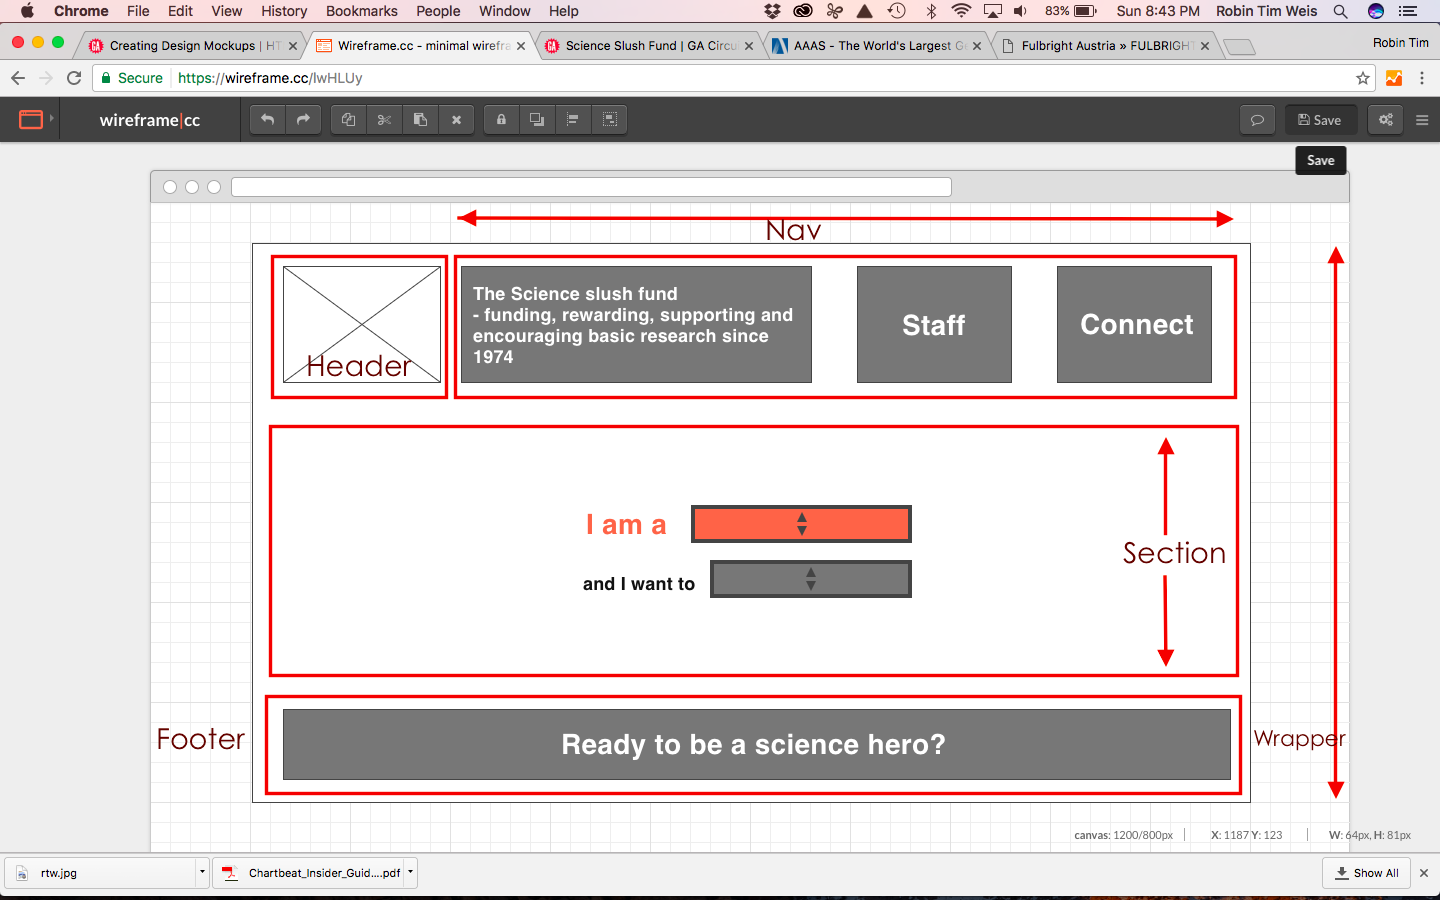 Chrome File Edit View History Bookmarks People Window Help 83% Sun 8:43 PM Robin Tim Weis
Creating Design Mockups | HT
Wireframe.cc - minimal wirefra
Science Slush Fund | GA Circu
AAAS - The World's Largest Ge
Fulbright Austria » FULBRIGHT
Robin Tim
Secure https://wireframe.cc/lwHLUy
wireframe|cc
Save
Save
Nav
Header
The Science slush fund
- funding, rewarding, supporting and
encouraging basic research since
1974
Staff
Connect
I am a
and I want to
Section
Footer
Ready to be a science hero?
Wrapper
canvas: 1200/800px X: 1187 Y: 123 W: 64px, H: 81px
rtw.jpg
Chartbeat_Insider_Guid....pdf
Show All